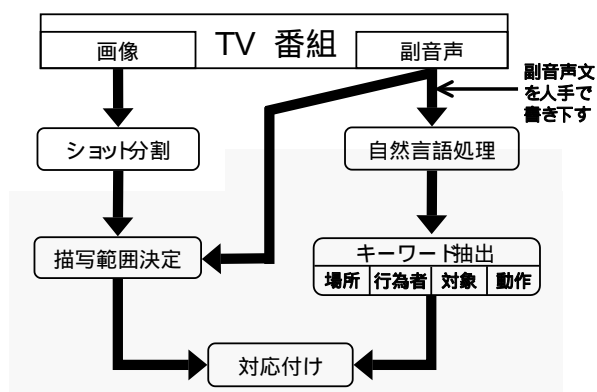 画像
TV 番組
副音声
副音声文
を人手で
書き下す
ショット分割
自然言語処理
描写範囲決定
キーワード抽出
場所 行為者 対象 動作
対応付け